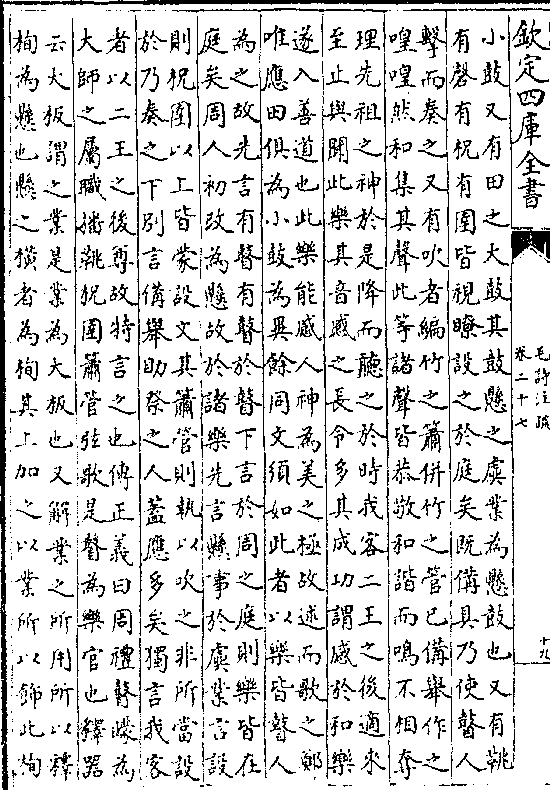 欽定四庫全書
毛詩注疏
卷二十七
十九
小鼓又有田之大鼓其鼓懸之虡業為懸鼓也又有鞉
有磬有柷有圉皆視瞭設之於庭矣既備具乃使瞽人
擊而奏之又有吹者編竹之簫併竹之管已備舉作之
喤喤然和集其聲此等諸聲皆恭敬和諧而鳴不相奪
理先祖之神於是降而聽之於時我客二王之後適來
至止與聞此樂其音感之長令多其成功謂感於和樂
遂入善道也此樂能感人神為美之極故述而歌之鄭
唯應田俱為小鼓為異餘同文須如此者以樂皆瞽人
為之故先言有瞽有瞽於瞽下言於周之庭則樂皆在
庭矣周人初改為懸故於諸樂先言懸事於虡業言設
則柷圉以上皆蒙設文其簫管則執以吹之非所當設
於乃奏之下別言備舉助祭之人蓋應多矣獨言我客
者以二王之後尊故特言之也傳正義曰周禮瞽矇為
大師之屬職播鞉柷圉簫管弦歌是瞽為樂官也釋器
云大板謂之業是業為大板也又解業之所用所以釋
栒為懸也懸之橫者為栒其上加之以業所以飾此栒